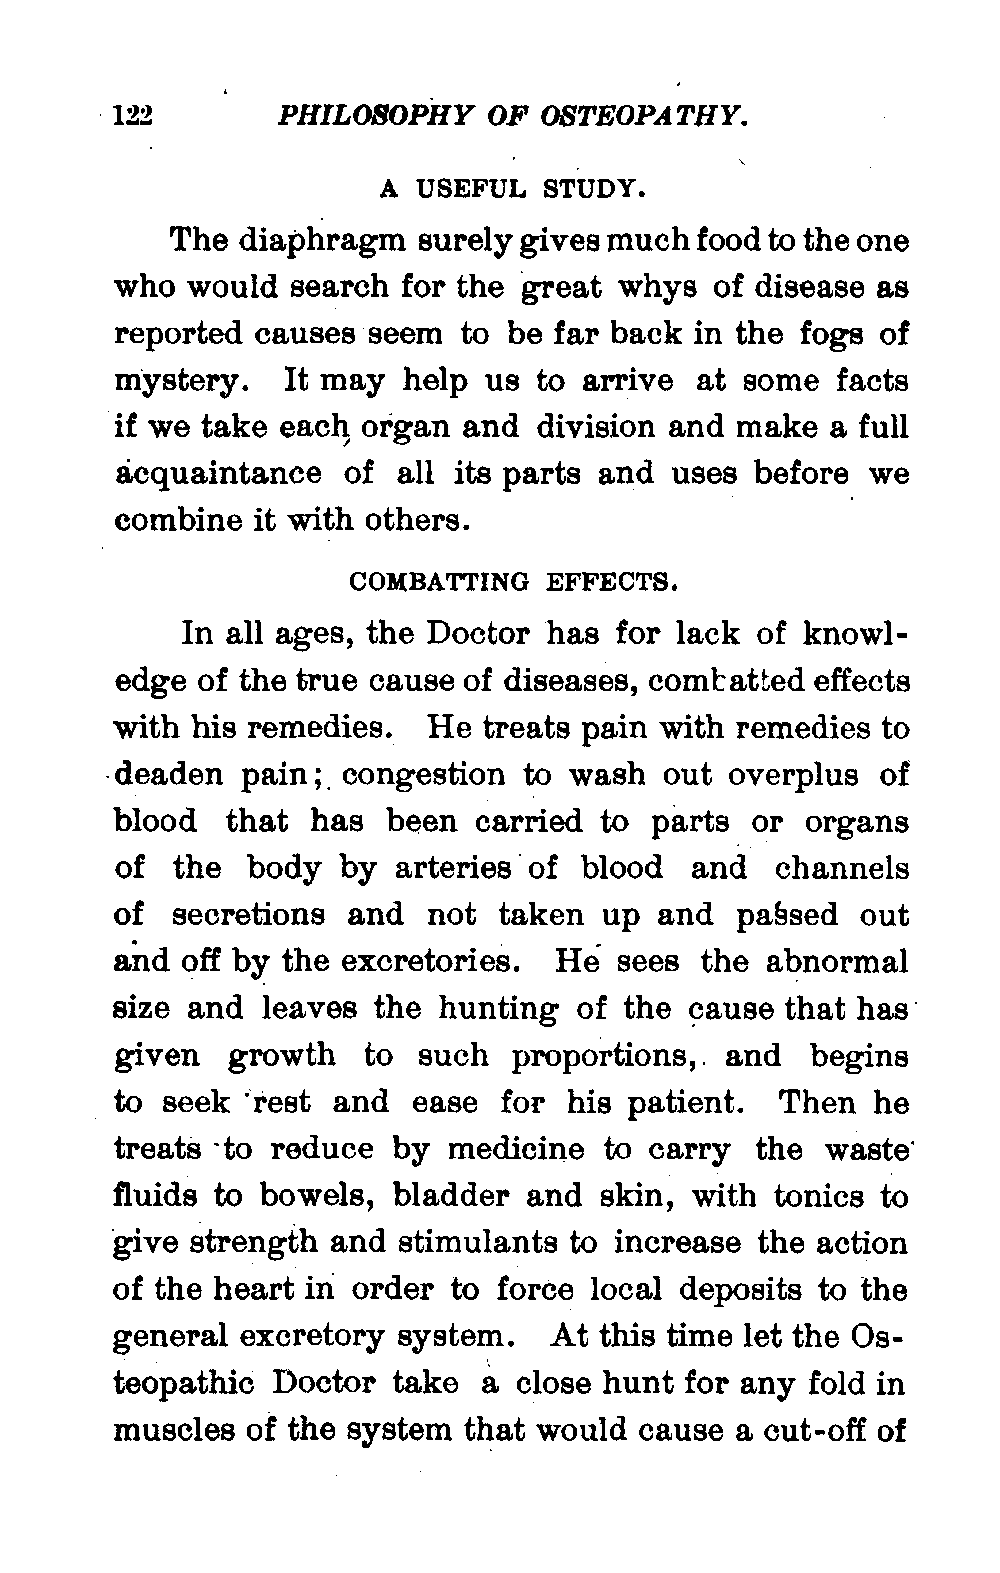 122 PHILOSOPHY OF OSTEOPATHY.
A USEFUL STUDY.
The diaphragm surely gives much food to the one
who would search for the great whys of disease as
reported causes seem to be far back in the fogs of
mystery. It may help us to arrive at some facts
if we take each organ and division and make a full
acquaintance of all its parts and uses before we
combine it with others.
COMBATTING EFFECTS.
In all ages, the Doctor has for lack of knowl-
edge of the true cause of diseases, combatted effects
with his remedies. He treats pain with remedies to
deaden pain; congestion to wash out overplus of
blood that has been carried to parts or organs
of the body by arteries of blood and channels
of secretions and not taken up and passed out
and off by the excretories. He sees the abnormal
size and leaves the hunting of the cause that has
given growth to such proportions, and begins
to seek rest and ease for his patient. Then he
treats to reduce by medicine to carry the waste
fluids to bowels, bladder and skin, with tonics to
give strength and stimulants to increase the action
of the heart in order to force local deposits to the
general excretory system. At this time let the Os-
teopathic Doctor take a close hunt for any fold in
muscles of the system that would cause a cut-off of